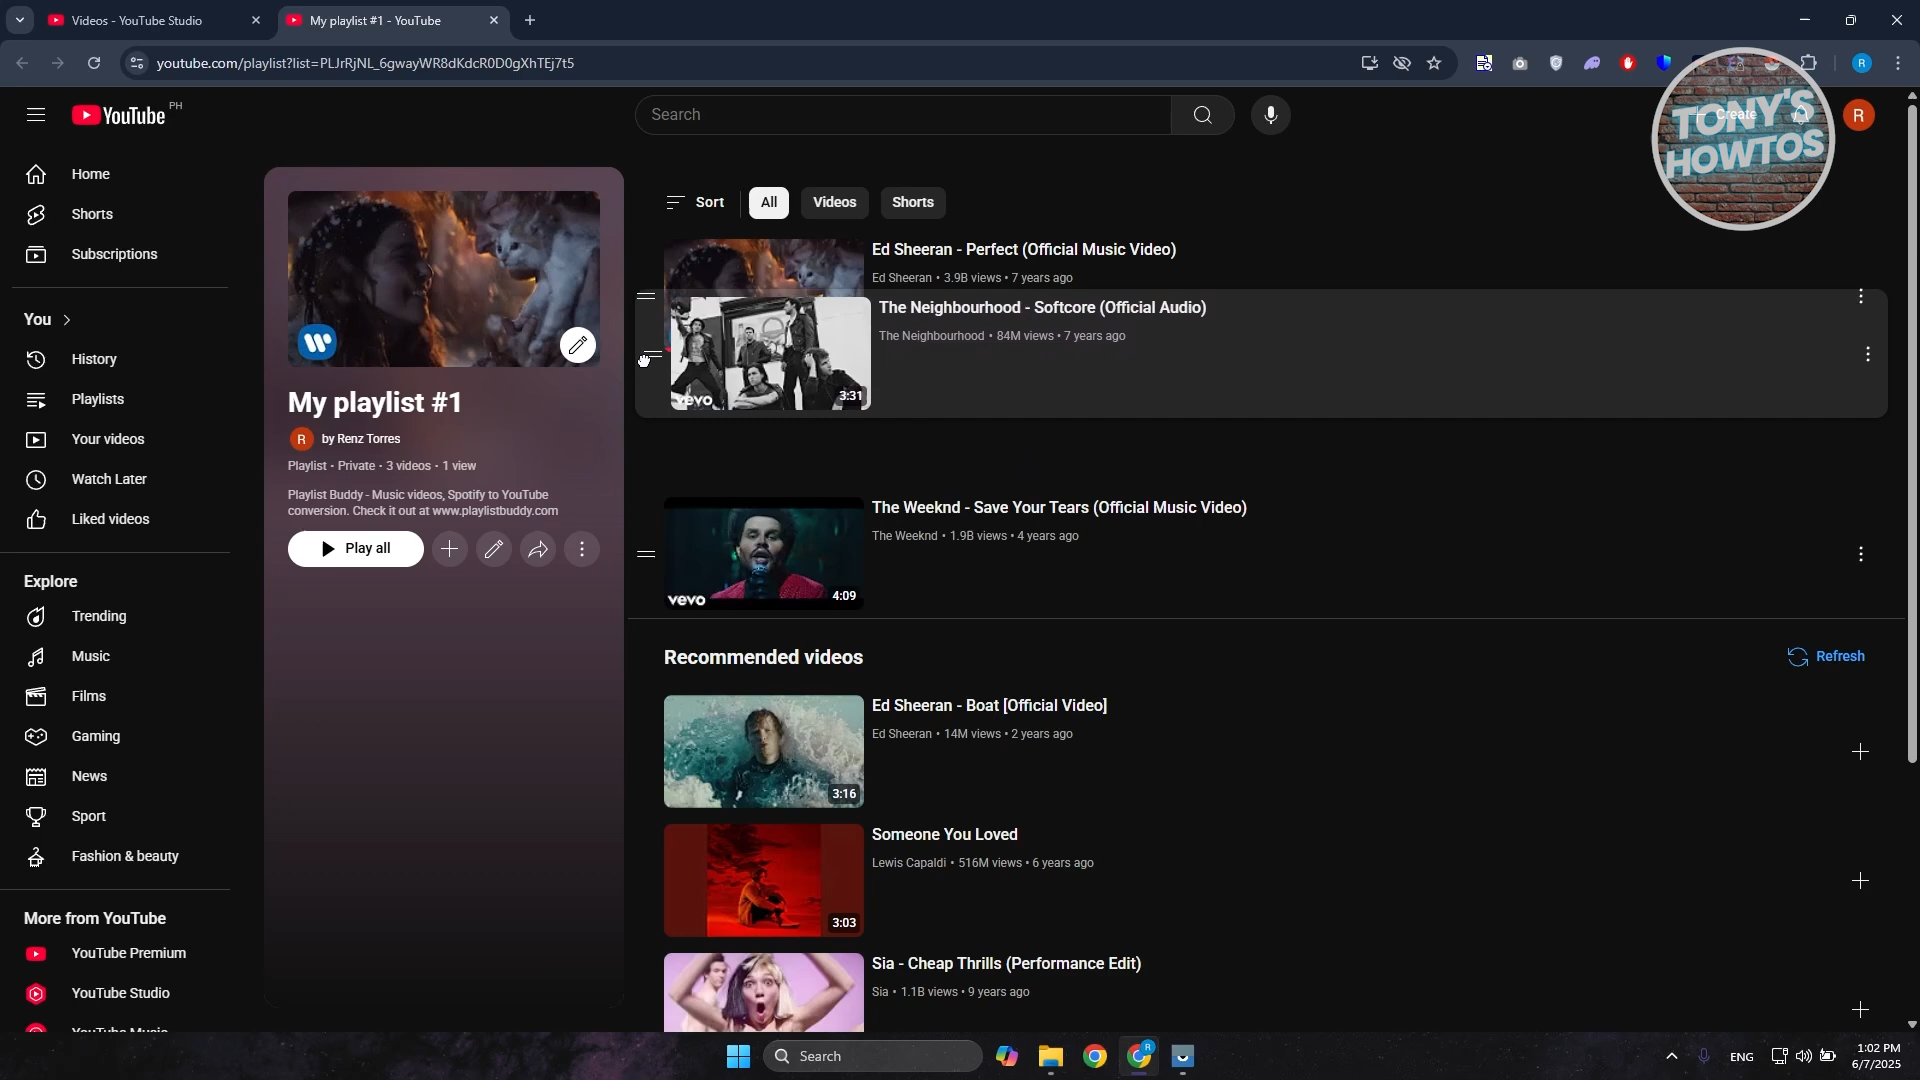 Videos - YouTube Studio
My playlist #1 - YouTube
youtube.com/playlist?list=PLJrRjNL_6gwayWR8dKdcR0D0gXhTEj7t5
YouTube PH
Search
Create
R
TONY'S
HOWTOS
Home
Shorts
Subscriptions
You
History
Playlists
Your videos
Watch Later
Liked videos
Explore
Trending
Music
Films
Gaming
News
Sport
Fashion & beauty
More from YouTube
YouTube Premium
YouTube Studio
YouTube Music
My playlist #1
R by Renz Torres
Playlist • Private • 3 videos • 1 view
Playlist Buddy - Music videos, Spotify to YouTube
conversion. Check it out at www.playlistbuddy.com
Play all
Sort
All
Videos
Shorts
Ed Sheeran - Perfect (Official Music Video)
Ed Sheeran • 3.9B views • 7 years ago
The Neighbourhood - Softcore (Official Audio)
The Neighbourhood • 84M views • 7 years ago
vevo
3:31
The Weeknd - Save Your Tears (Official Music Video)
The Weeknd • 1.9B views • 4 years ago
vevo
4:09
Recommended videos
Refresh
Ed Sheeran - Boat [Official Video]
Ed Sheeran • 14M views • 2 years ago
3:16
Someone You Loved
Lewis Capaldi • 516M views • 6 years ago
3:03
Sia - Cheap Thrills (Performance Edit)
Sia • 1.1B views • 9 years ago
Search
ENG
1:02 PM
6/7/2025